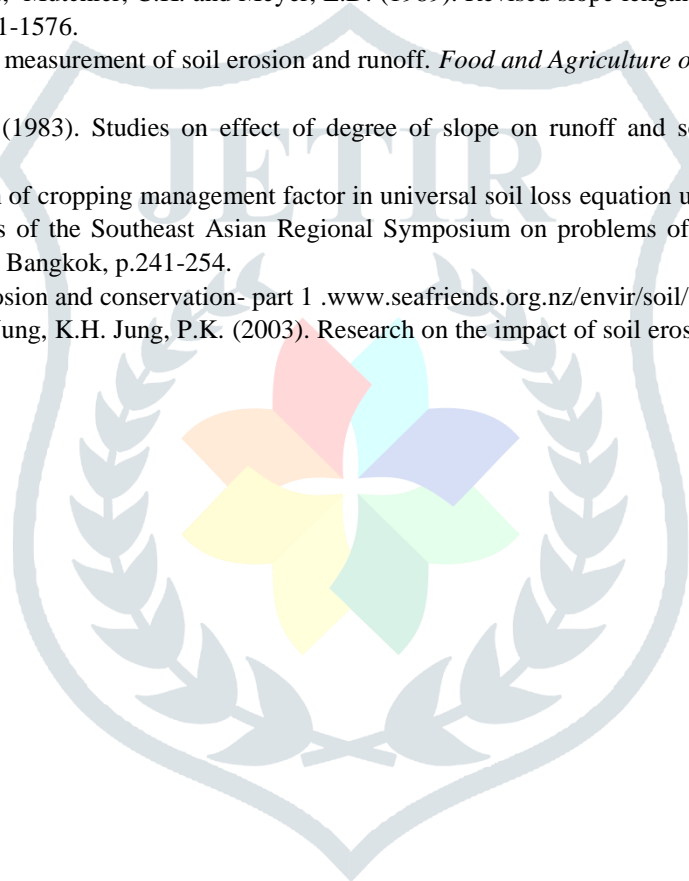 Mutchler, C.K. and Meyer, L.D. (1989). Revised slope length
1-1576.
measurement of soil erosion and runoff. Food and Agriculture o
(1983). Studies on effect of degree of slope on runoff and s
n of cropping management factor in universal soil loss equation u
s of the Southeast Asian Regional Symposium on problems of
Bangkok, p.241-254.
osion and conservation- part 1 .www.seafriends.org.nz/envir/soil/
Jung, K.H. Jung, P.K. (2003). Research on the impact of soil eros
JETIR